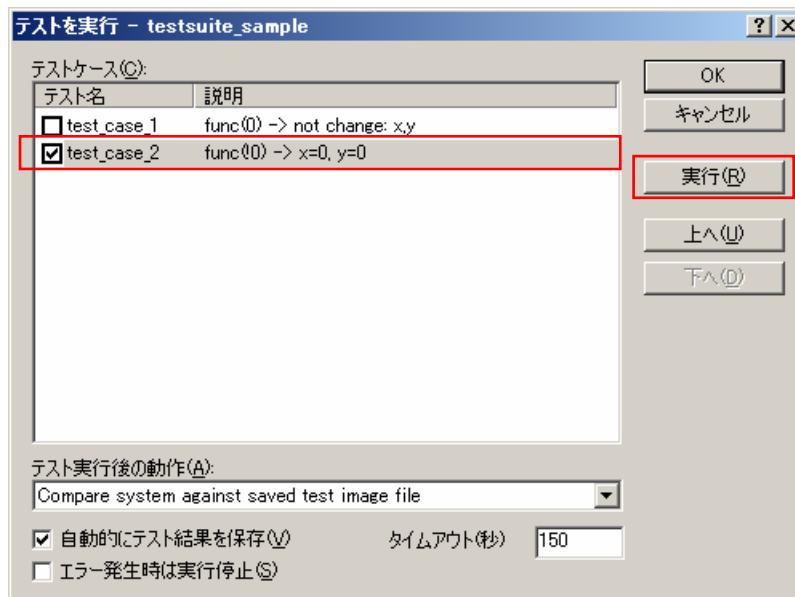 テストを実行 - testsuite_sample
テストケース(C):
テスト名 説明
test_case_1 func(0) -> not change: x,y
test_case_2 func(!0) -> x=0, y=0
OK
キャンセル
実行(R)
上へ(U)
下へ(D)
テスト実行後の動作(A):
Compare system against saved test image file
自動的にテスト結果を保存(V) タイムアウト(秒) 150
エラー発生時は実行停止(S)